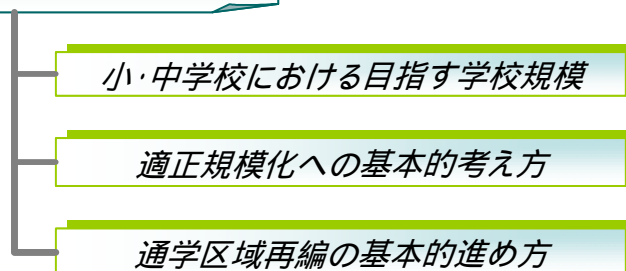 小･中学校における目指す学校規模
適正規模化への基本的考え方
通学区域再編の基本的進め方